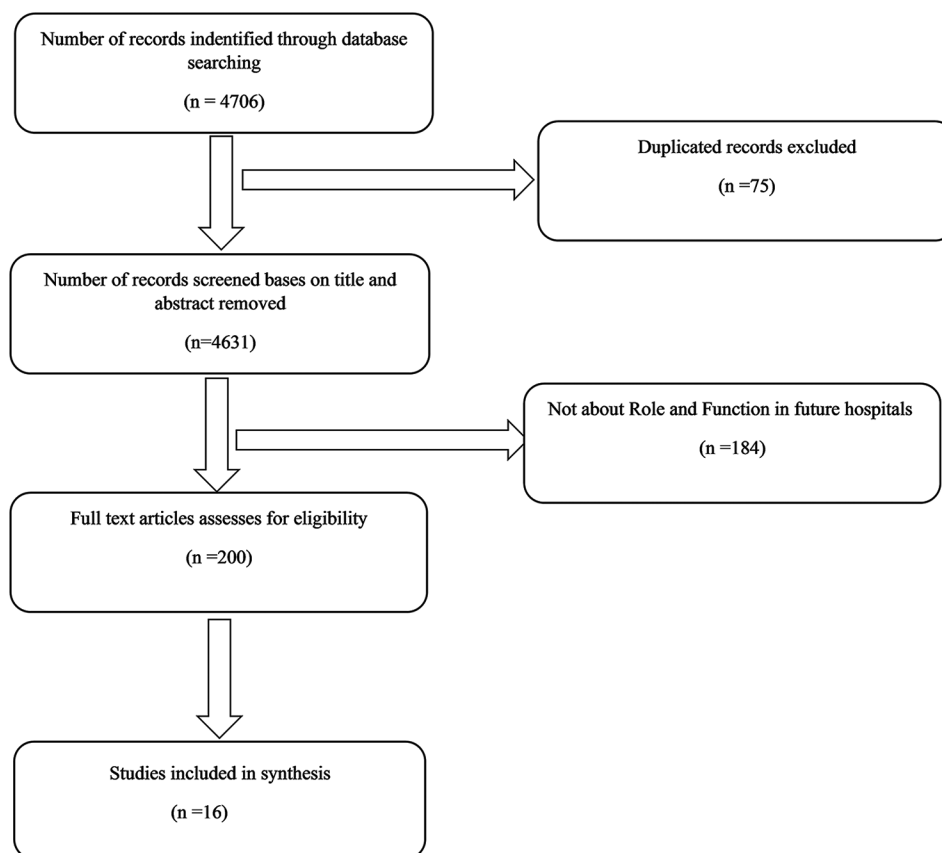 Number of records indentified through database
searching
(n = 4706)
Duplicated records excluded
(n =75)
Number of records screened bases on title and
abstract removed
(n=4631)
Not about Role and Function in future hospitals
(n =184)
Full text articles assesses for eligibility
(n =200)
Studies included in synthesis
(n =16)